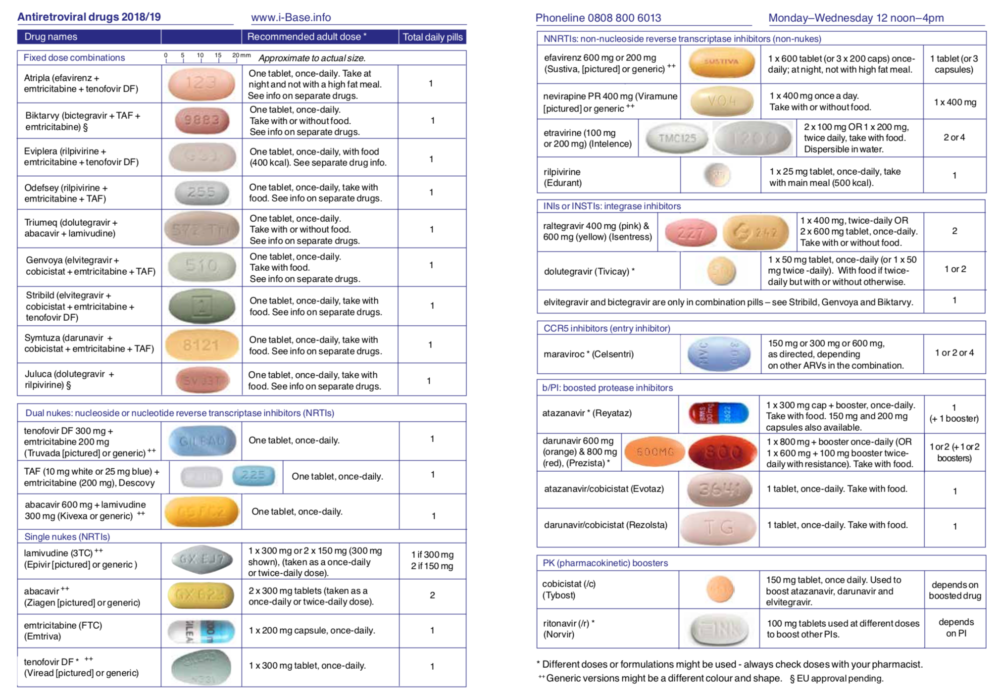 Antiretroviral drugs 2018/19
www.i-Base.info
Drug names
Recommended adult dose *
Total daily pills
Fixed dose combinations
0 5 10 15 20 mm
Approximate to actual size.
Atripla (efavirenz +
emtricitabine + tenofovir DF)
123
One tablet, once-daily. Take at
night and not with a high fat meal.
See info on separate drugs.
1
Biktarvy (bictegravir + TAF +
emtricitabine) §
9883
One tablet, once-daily.
Take with or without food.
See info on separate drugs.
1
Eviplera (rilpivirine +
emtricitabine + tenofovir DF)
One tablet, once-daily, with food
(400 kcal). See separate drug info.
1
Odefsey (rilpivirine +
emtricitabine + TAF)
255
One tablet, once-daily, take with
food. See info on separate drugs.
1
Triumeq (dolutegravir +
abacavir + lamivudine)
572 Tri
One tablet, once-daily.
Take with or without food.
See info on separate drugs.
1
Genvoya (elvitegravir +
cobicistat + emtricitabine + TAF)
510
One tablet, once-daily.
Take with food.
See info on separate drugs.
1
Stribild (elvitegravir +
cobicistat + emtricitabine +
tenofovir DF)
1
One tablet, once-daily, take with
food. See info on separate drugs.
1
Symtuza (darunavir +
cobicistat + emtricitabine + TAF)
8121
One tablet, once-daily, take with
food. See info on separate drugs.
1
Juluca (dolutegravir +
rilpivirine) §
SV J3T
One tablet, once-daily, take with
food. See info on separate drugs.
1
Dual nukes: nucleoside or nucleotide reverse transcriptase inhibitors (NRTIs)
tenofovir DF 300 mg +
emtricitabine 200 mg
(Truvada [pictured] or generic) ++
GILEAD
One tablet, once-daily.
1
TAF (10 mg white or 25 mg blue) +
emtricitabine (200 mg), Descovy
225
One tablet, once-daily.
1
abacavir 600 mg + lamivudine
300 mg (Kivexa or generic) ++
GS FC2
One tablet, once-daily.
1
Single nukes (NRTIs)
lamivudine (3TC) ++
(Epivir [pictured] or generic )
GX EJ7
1 x 300 mg or 2 x 150 mg (300 mg
shown), (taken as a once-daily
or twice-daily dose).
1 if 300 mg
2 if 150 mg
abacavir ++
(Ziagen [pictured] or generic)
GX 623
2 x 300 mg tablets (taken as a
once-daily or twice-daily dose).
2
emtricitabine (FTC)
(Emtriva)
1 x 200 mg capsule, once-daily.
1
tenofovir DF * ++
(Viread [pictured] or generic)
GILEAD
1 x 300 mg tablet, once-daily.
1
Phoneline 0808 800 6013
Monday–Wednesday 12 noon–4pm
NNRTIs: non-nucleoside reverse transcriptase inhibitors (non-nukes)
efavirenz 600 mg or 200 mg
(Sustiva, [pictured] or generic) ++
SUSTIVA
1 x 600 tablet (or 3 x 200 caps) once-
daily; at night, not with high fat meal.
1 tablet (or 3
capsules)
nevirapine PR 400 mg (Viramune
[pictured] or generic ++
V04
1 x 400 mg once a day.
Take with or without food.
1 x 400 mg
etravirine (100 mg
or 200 mg) (Intelence)
TMC125
T200
2 x 100 mg OR 1 x 200 mg,
twice daily, take with food.
Dispersible in water.
2 or 4
rilpivirine
(Edurant)
1 x 25 mg tablet, once-daily, take
with main meal (500 kcal).
1
INIs or INSTIs: integrase inhibitors
raltegravir 400 mg (pink) &
600 mg (yellow) (Isentress)
227
242
1 x 400 mg, twice-daily OR
2 x 600 mg tablet, once-daily.
Take with or without food.
2
dolutegravir (Tivicay) *
1 x 50 mg tablet, once-daily (or 1 x 50
mg twice -daily). With food if twice-
daily but with or without otherwise.
1 or 2
elvitegravir and bictegravir are only in combination pills – see Stribild, Genvoya and Biktarvy.
1
CCR5 inhibitors (entry inhibitor)
maraviroc * (Celsentri)
MVC 300
150 mg or 300 mg or 600 mg,
as directed, depending
on other ARVs in the combination.
1 or 2 or 4
b/PI: boosted protease inhibitors
atazanavir * (Reyataz)
BMS
300 mg
3622
1 x 300 mg cap + booster, once-daily.
Take with food. 150 mg and 200 mg
capsules also available.
1
(+ 1 booster)
darunavir 600 mg
(orange) & 800 mg
(red), (Prezista) *
600MG
800
1 x 800 mg + booster once-daily (OR
1 x 600 mg + 100 mg booster twice-
daily with resistance). Take with food.
1 or 2 (+ 1 or 2
boosters)
atazanavir/cobicistat (Evotaz)
3641
1 tablet, once-daily. Take with food.
1
darunavir/cobicistat (Rezolsta)
TG
1 tablet, once-daily. Take with food.
1
PK (pharmacokinetic) boosters
cobicistat (/c)
(Tybost)
150 mg tablet, once daily. Used to
boost atazanavir, darunavir and
elvitegravir.
depends on
boosted drug
ritonavir (/r) *
(Norvir)
100 mg tablets used at different doses
to boost other PIs.
depends
on PI
* Different doses or formulations might be used - always check doses with your pharmacist.
++ Generic versions might be a different colour and shape. § EU approval pending.